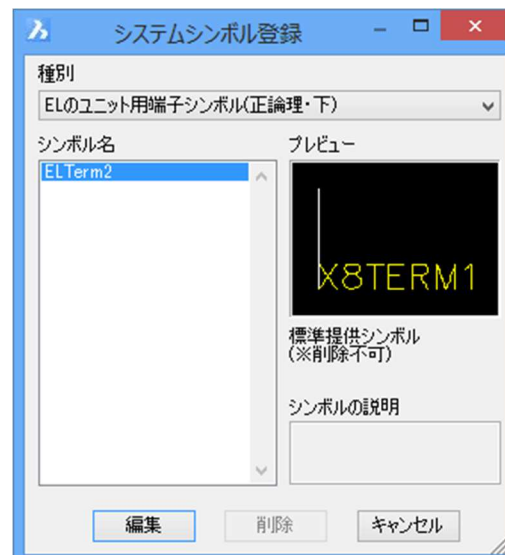 システムシンボル登録
種別
ELのユニット用端子シンボル(正論理・下)
シンボル名
プレビュー
ELTerm2
X8TERM1
標準提供シンボル
(※削除不可)
シンボルの説明
編集
削除
キャンセル